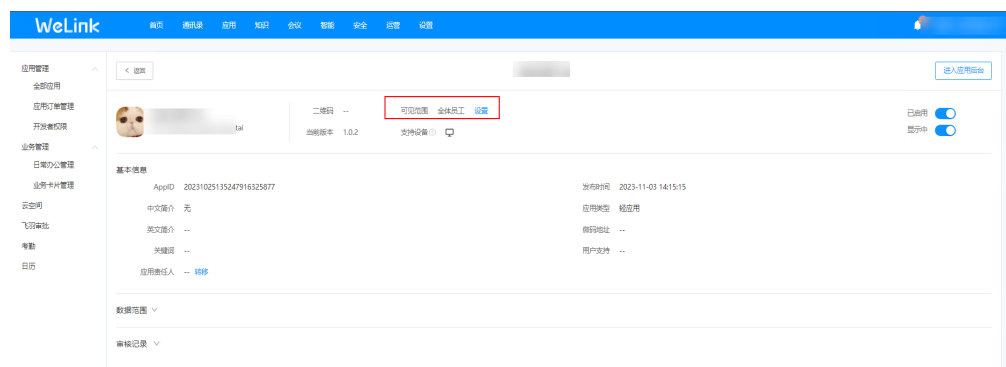 WeLink 首页 通讯录 应用 知识 会议 智能 安全 运营 设置
应用管理
全部应用
应用订单管理
开发者权限
业务管理
日常办公管理
业务卡片管理
云空间
飞羽审批
考勤
日历
< 返回 进入应用后台
tai
二维码 -- 可见范围 全体员工 设置
当前版本 1.0.2 支持设备
已启用
显示中
基本信息
AppID 20231025135247916325877 发布时间 2023-11-03 14:15:15
中文简介 无 应用类型 轻应用
英文简介 -- 微码地址 --
关键词 -- 用户支持 --
应用责任人 -- 转移
数据范围
审核记录